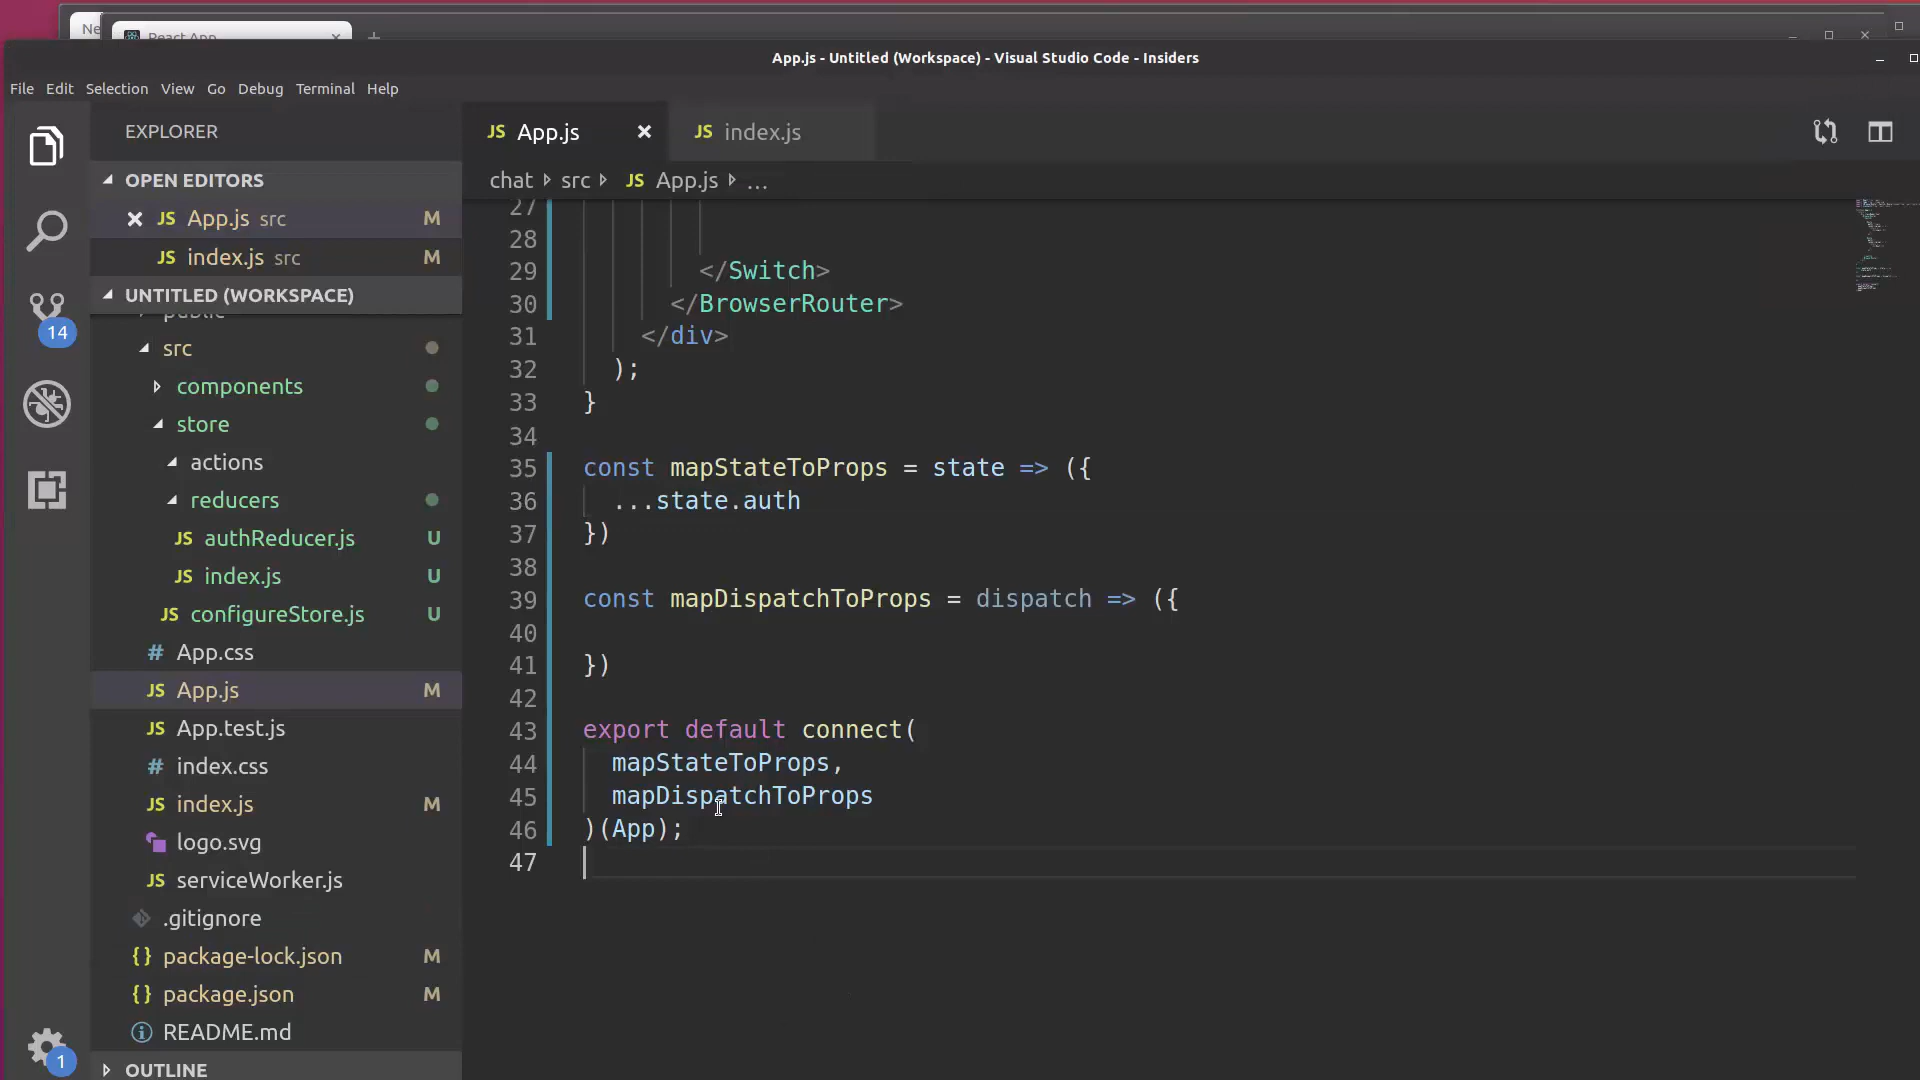 Ne
React App
App.js - Untitled (Workspace) - Visual Studio Code - Insiders
File Edit Selection View Go Debug Terminal Help
EXPLORER
JS App.js
JS index.js
OPEN EDITORS
chat src JS App.js ...
JS App.js src M
JS index.js src M
UNTITLED (WORKSPACE)
public
src
components
store
actions
reducers
JS authReducer.js U
JS index.js U
JS configureStore.js U
# App.css
JS App.js M
JS App.test.js
# index.css
JS index.js M
logo.svg
JS serviceWorker.js
.gitignore
{} package-lock.json M
{} package.json M
README.md
OUTLINE
14
1
27
28
29 </Switch>
30 </BrowserRouter>
31 </div>
32 );
33 }
34
35 const mapStateToProps = state => ({
36 ...state.auth
37 })
38
39 const mapDispatchToProps = dispatch => ({
40
41 })
42
43 export default connect(
44 mapStateToProps,
45 mapDispatchToProps
46 )(App);
47